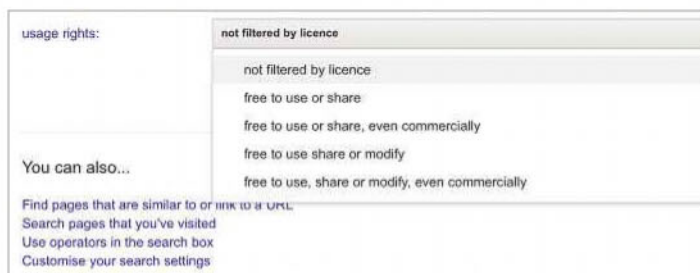 usage rights:
not filtered by licence
not filtered by licence
free to use or share
free to use or share, even commercially
free to use share or modify
free to use, share or modify, even commercially
You can also...
Find pages that are similar to or link to a URL
Search pages that you've visited
Use operators in the search box
Customise your search settings